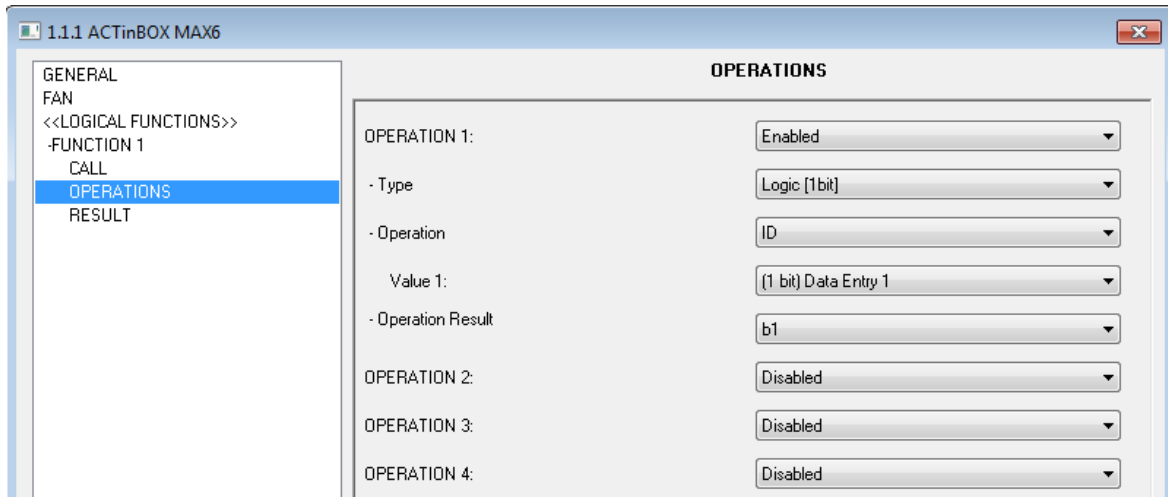 1.1.1 ACTinBOX MAX6
GENERAL
FAN
<<LOGICAL FUNCTIONS>>
-FUNCTION 1
CALL
OPERATIONS
RESULT
OPERATIONS
OPERATION 1: Enabled
- Type Logic [1bit]
- Operation ID
Value 1: (1 bit) Data Entry 1
- Operation Result b1
OPERATION 2: Disabled
OPERATION 3: Disabled
OPERATION 4: Disabled